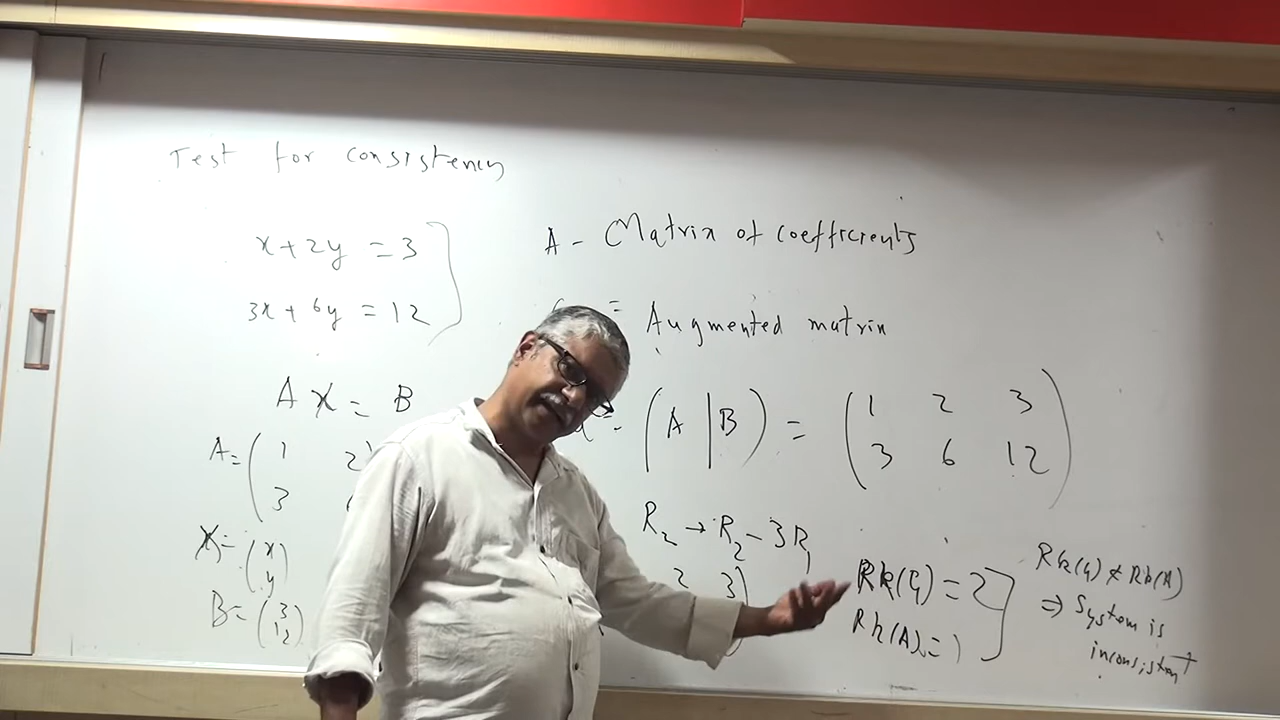 Test for consistency
x + 2y = 3
3x + 6y = 12
A X = B
A = ( 1 2
3
X = ( x
y )
B = ( 3
12 )
A - Matrix of coefficients
= Augmented matrix
= ( A | B ) = ( 1 2 3
3 6 12 )
R2 → R2 - 3R1
2 3 )
Rk(G) = 2
Rk(A) = 1
Rk(G) ≠ Rk(A)
⇒ System is
inconsistent